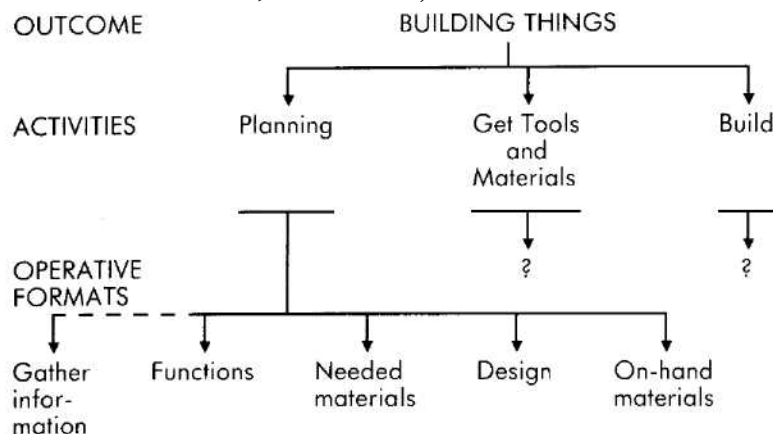 OUTCOME BUILDING THINGS
ACTIVITIES Planning Get Tools Build
and
Materials
OPERATIVE ? ?
FORMATS
Gather Functions Needed Design On-hand
infor- materials materials
mation